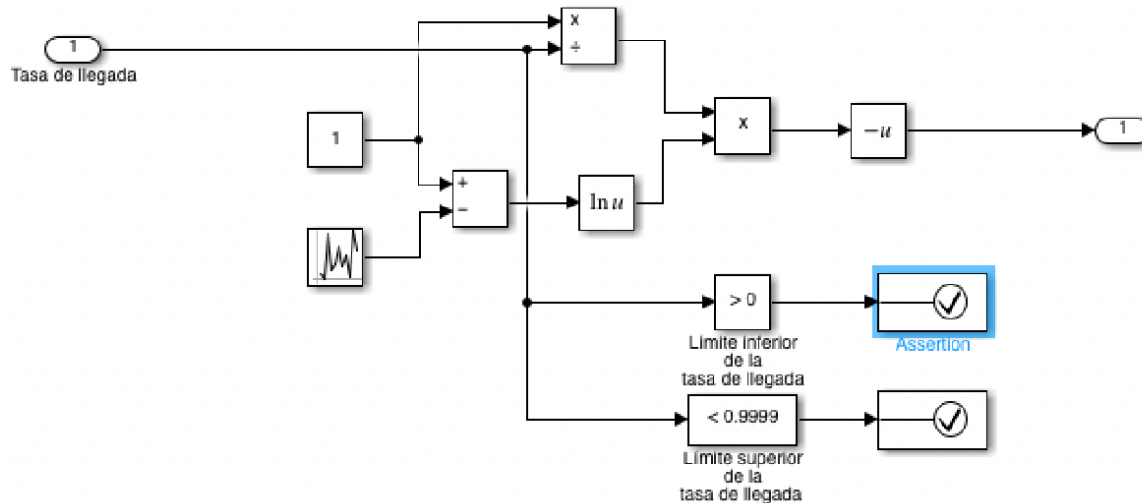 x
÷
1
Tasa de llegada
1
x
−u
1
+
−
ln u
> 0
Límite inferior
de la
tasa de llegada
Assertion
< 0.9999
Límite superior
de la
tasa de llegada